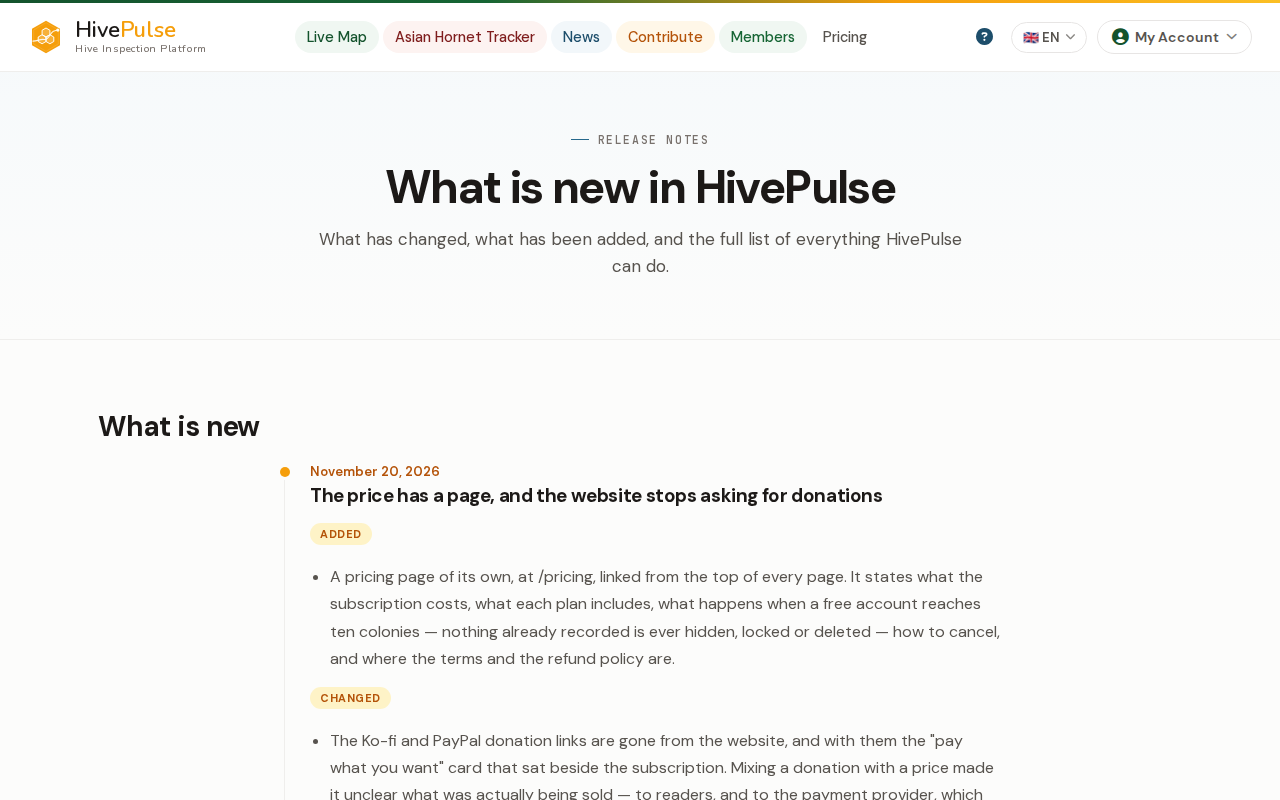 HivePulse
Hive Inspection Platform
Live Map
Asian Hornet Tracker
News
Contribute
Members
Pricing
?
EN
My Account
RELEASE NOTES
What is new in HivePulse
What has changed, what has been added, and the full list of everything HivePulse
can do.
What is new
November 20, 2026
The price has a page, and the website stops asking for donations
ADDED
• A pricing page of its own, at /pricing, linked from the top of every page. It states what the
subscription costs, what each plan includes, what happens when a free account reaches
ten colonies — nothing already recorded is ever hidden, locked or deleted — how to cancel,
and where the terms and the refund policy are.
CHANGED
• The Ko-fi and PayPal donation links are gone from the website, and with them the "pay
what you want" card that sat beside the subscription. Mixing a donation with a price made
it unclear what was actually being sold — to readers, and to the payment provider, which